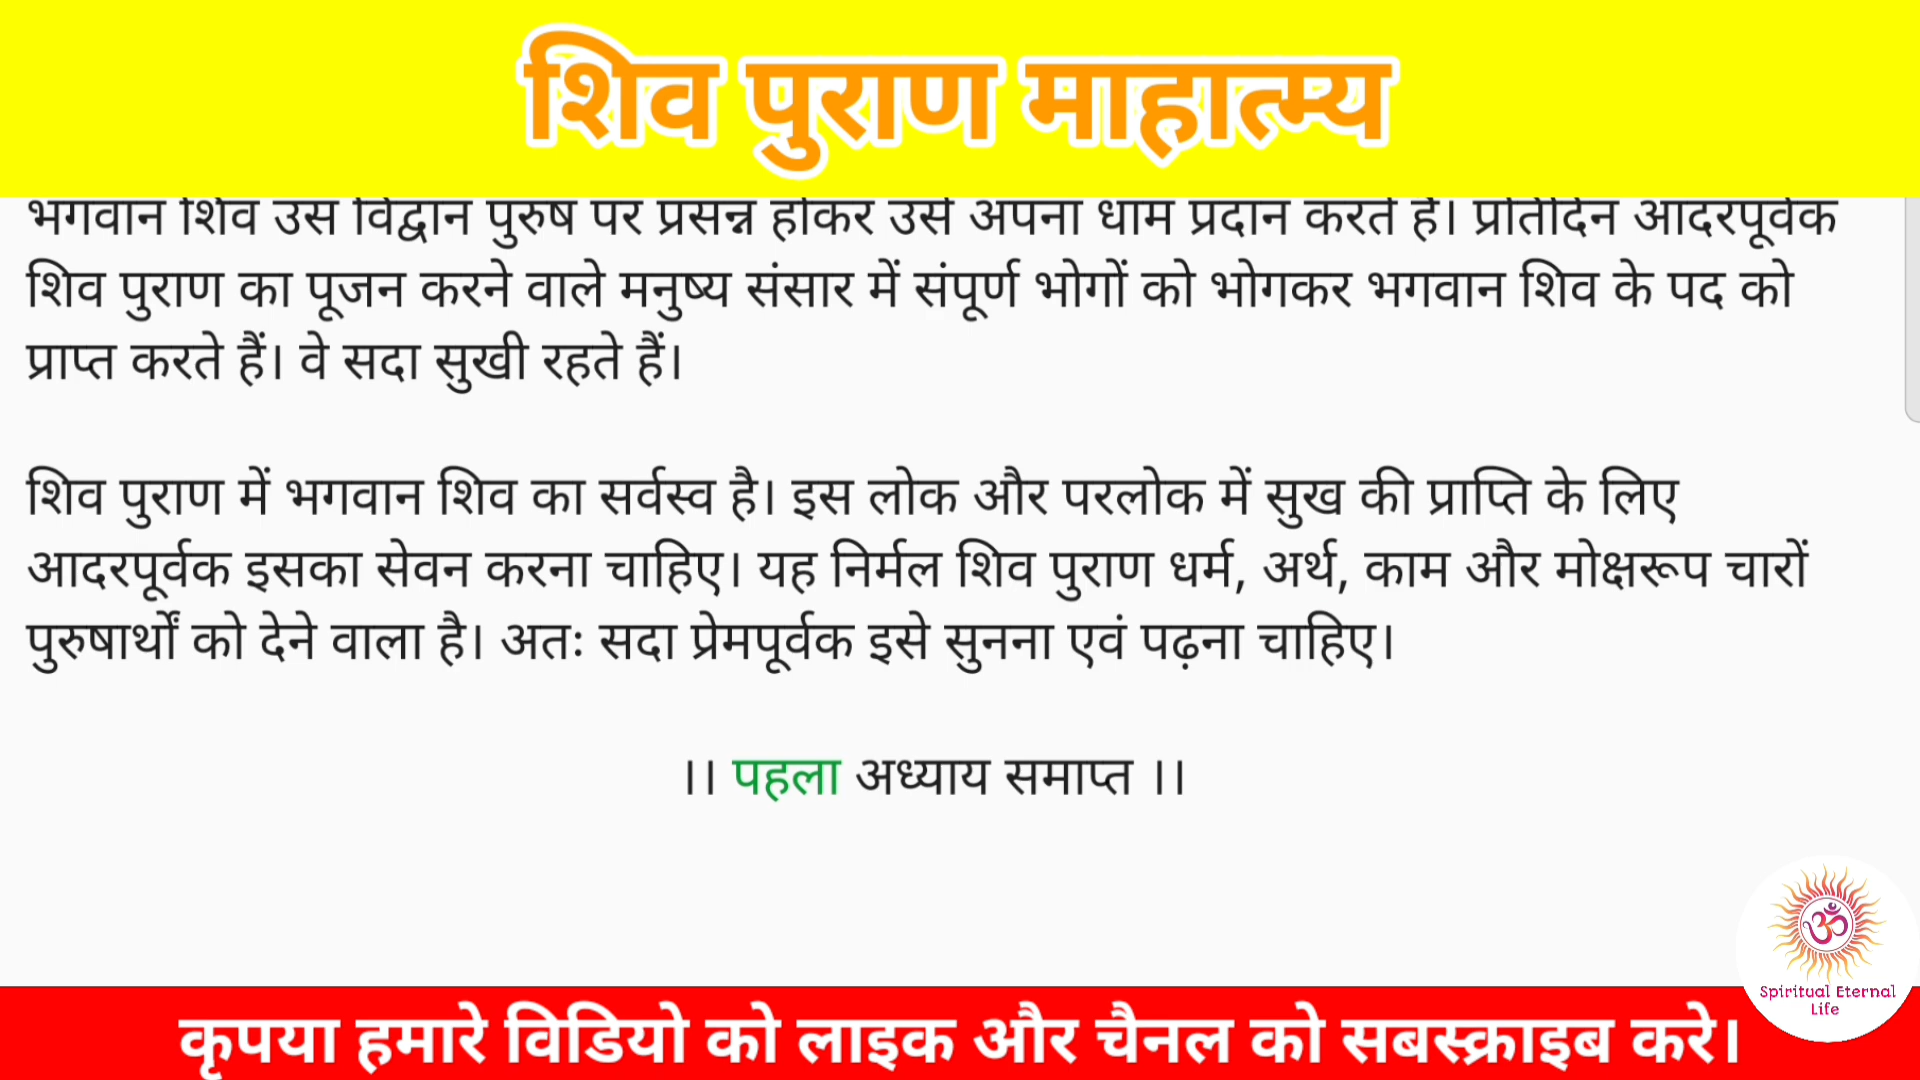 शिव पुराण माहात्म्य
भगवान शिव उस विद्वान पुरुष पर प्रसन्न होकर उसे अपना धाम प्रदान करते हैं। प्रतिदिन आदरपूर्वक
शिव पुराण का पूजन करने वाले मनुष्य संसार में संपूर्ण भोगों को भोगकर भगवान शिव के पद को
प्राप्त करते हैं। वे सदा सुखी रहते हैं।
शिव पुराण में भगवान शिव का सर्वस्व है। इस लोक और परलोक में सुख की प्राप्ति के लिए
आदरपूर्वक इसका सेवन करना चाहिए। यह निर्मल शिव पुराण धर्म, अर्थ, काम और मोक्षरूप चारों
पुरुषार्थों को देने वाला है। अतः सदा प्रेमपूर्वक इसे सुनना एवं पढ़ना चाहिए।
।। पहला अध्याय समाप्त ।।
ॐ
Spiritual Eternal
Life
कृपया हमारे विडियो को लाइक और चैनल को सबस्क्राइब करे।